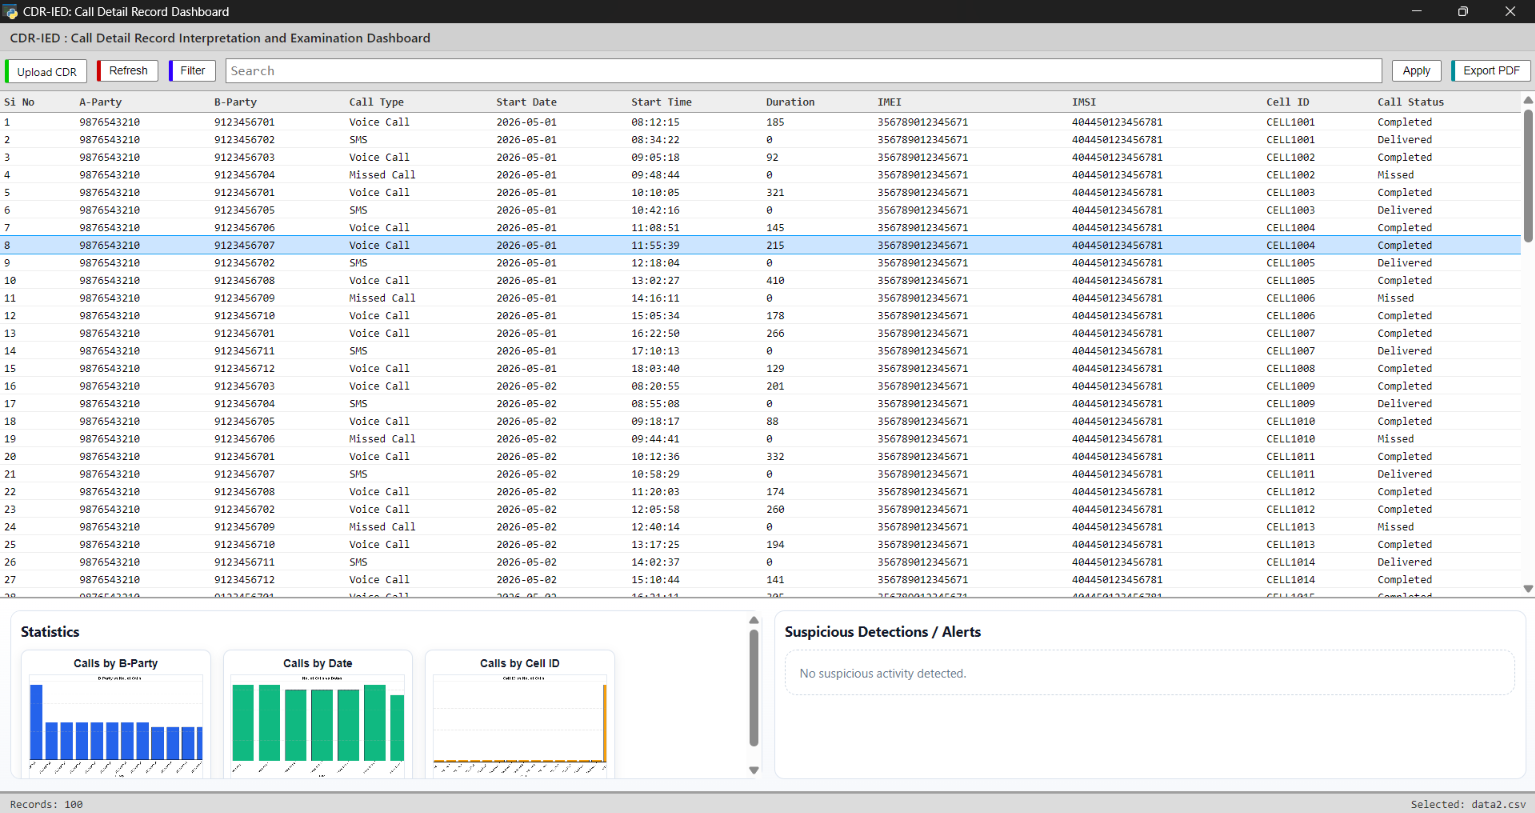 CDR-IED: Call Detail Record Dashboard
CDR-IED : Call Detail Record Interpretation and Examination Dashboard
Upload CDR Refresh Filter Search Apply Export PDF
Si No A-Party B-Party Call Type Start Date Start Time Duration IMEI IMSI Cell ID Call Status
1 9876543210 9123456701 Voice Call 2026-05-01 08:12:15 185 356789012345671 404450123456781 CELL1001 Completed
2 9876543210 9123456702 SMS 2026-05-01 08:34:22 0 356789012345671 404450123456781 CELL1001 Delivered
3 9876543210 9123456703 Voice Call 2026-05-01 09:05:18 92 356789012345671 404450123456781 CELL1002 Completed
4 9876543210 9123456704 Missed Call 2026-05-01 09:48:44 0 356789012345671 404450123456781 CELL1002 Missed
5 9876543210 9123456701 Voice Call 2026-05-01 10:10:05 321 356789012345671 404450123456781 CELL1003 Completed
6 9876543210 9123456705 SMS 2026-05-01 10:42:16 0 356789012345671 404450123456781 CELL1003 Delivered
7 9876543210 9123456706 Voice Call 2026-05-01 11:08:51 145 356789012345671 404450123456781 CELL1004 Completed
8 9876543210 9123456707 Voice Call 2026-05-01 11:55:39 215 356789012345671 404450123456781 CELL1004 Completed
9 9876543210 9123456702 SMS 2026-05-01 12:18:04 0 356789012345671 404450123456781 CELL1005 Delivered
10 9876543210 9123456708 Voice Call 2026-05-01 13:02:27 410 356789012345671 404450123456781 CELL1005 Completed
11 9876543210 9123456709 Missed Call 2026-05-01 14:16:11 0 356789012345671 404450123456781 CELL1006 Missed
12 9876543210 9123456710 Voice Call 2026-05-01 15:05:34 178 356789012345671 404450123456781 CELL1006 Completed
13 9876543210 9123456701 Voice Call 2026-05-01 16:22:50 266 356789012345671 404450123456781 CELL1007 Completed
14 9876543210 9123456711 SMS 2026-05-01 17:10:13 0 356789012345671 404450123456781 CELL1007 Delivered
15 9876543210 9123456712 Voice Call 2026-05-01 18:03:40 129 356789012345671 404450123456781 CELL1008 Completed
16 9876543210 9123456703 Voice Call 2026-05-02 08:20:55 201 356789012345671 404450123456781 CELL1009 Completed
17 9876543210 9123456704 SMS 2026-05-02 08:55:08 0 356789012345671 404450123456781 CELL1009 Delivered
18 9876543210 9123456705 Voice Call 2026-05-02 09:18:17 88 356789012345671 404450123456781 CELL1010 Completed
19 9876543210 9123456706 Missed Call 2026-05-02 09:44:41 0 356789012345671 404450123456781 CELL1010 Missed
20 9876543210 9123456701 Voice Call 2026-05-02 10:12:36 332 356789012345671 404450123456781 CELL1011 Completed
21 9876543210 9123456707 SMS 2026-05-02 10:58:29 0 356789012345671 404450123456781 CELL1011 Delivered
22 9876543210 9123456708 Voice Call 2026-05-02 11:20:03 174 356789012345671 404450123456781 CELL1012 Completed
23 9876543210 9123456702 Voice Call 2026-05-02 12:05:58 260 356789012345671 404450123456781 CELL1012 Completed
24 9876543210 9123456709 Missed Call 2026-05-02 12:40:14 0 356789012345671 404450123456781 CELL1013 Missed
25 9876543210 9123456710 Voice Call 2026-05-02 13:17:25 194 356789012345671 404450123456781 CELL1013 Completed
26 9876543210 9123456711 SMS 2026-05-02 14:02:37 0 356789012345671 404450123456781 CELL1014 Delivered
27 9876543210 9123456712 Voice Call 2026-05-02 15:10:44 141 356789012345671 404450123456781 CELL1014 Completed
Statistics
Calls by B-Party Calls by Date Calls by Cell ID
Suspicious Detections / Alerts
No suspicious activity detected.
Records: 100
Selected: data2.csv